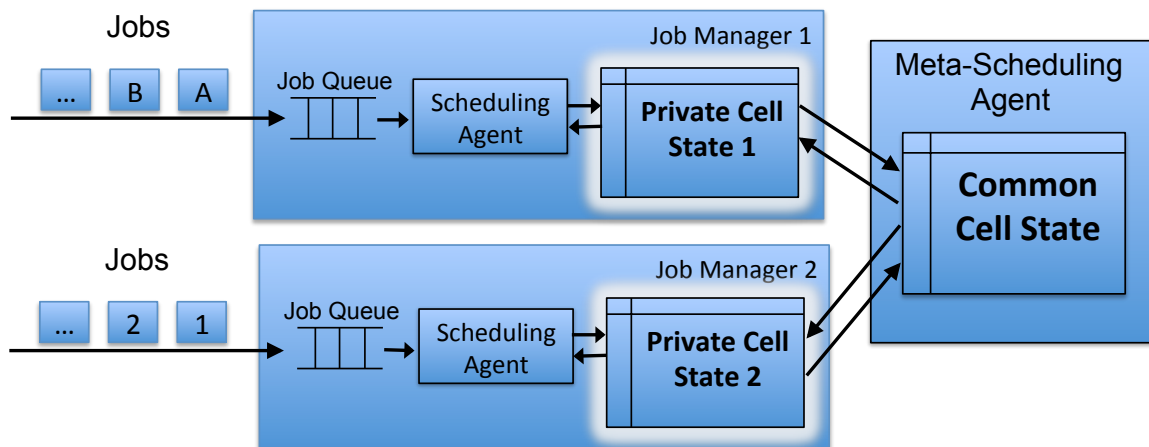 Jobs
... B A
Job Manager 1
Job Queue
Scheduling
Agent
Private Cell
State 1
Meta-Scheduling
Agent
Common
Cell State
Jobs
... 2 1
Job Manager 2
Job Queue
Scheduling
Agent
Private Cell
State 2